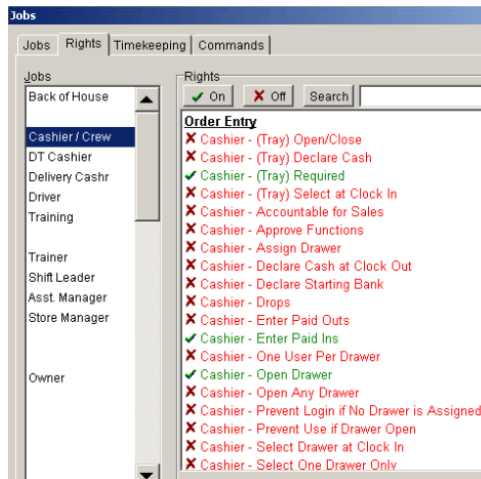 Jobs
Jobs Rights Timekeeping Commands
Jobs
Back of House
Cashier / Crew
DT Cashier
Delivery Cashr
Driver
Training
Trainer
Shift Leader
Asst. Manager
Store Manager
Owner
Rights
On Off Search
Order Entry
Cashier - (Tray) Open/Close
Cashier - (Tray) Declare Cash
Cashier - (Tray) Required
Cashier - (Tray) Select at Clock In
Cashier - Accountable for Sales
Cashier - Approve Functions
Cashier - Assign Drawer
Cashier - Declare Cash at Clock Out
Cashier - Declare Starting Bank
Cashier - Drops
Cashier - Enter Paid Outs
Cashier - Enter Paid Ins
Cashier - One User Per Drawer
Cashier - Open Drawer
Cashier - Open Any Drawer
Cashier - Prevent Login if No Drawer is Assigned
Cashier - Prevent Use if Drawer Open
Cashier - Select Drawer at Clock In
Cashier - Select One Drawer Only